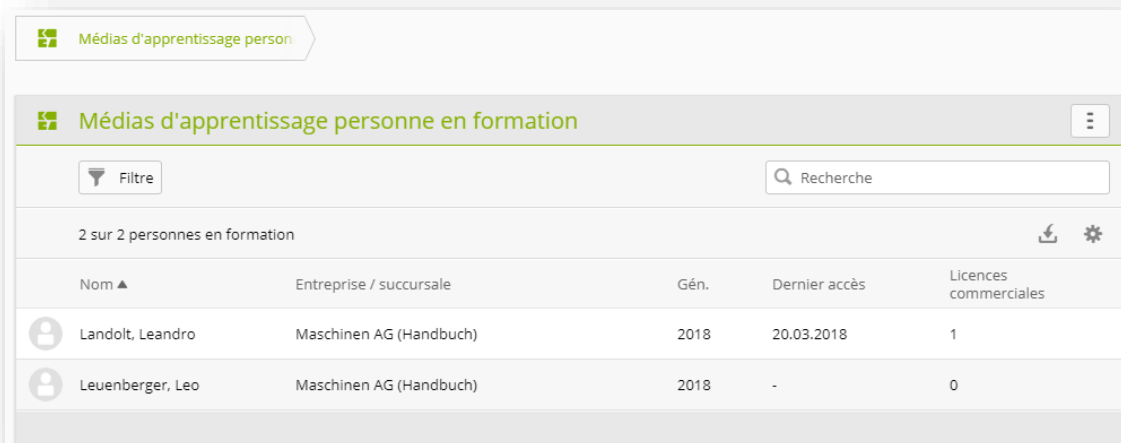 Médias d'apprentissage person
Médias d'apprentissage personne en formation
Filtre
Recherche
2 sur 2 personnes en formation
Nom ▲ Entreprise / succursale Gén. Dernier accès Licences commerciales
Landolt, Leandro Maschinen AG (Handbuch) 2018 20.03.2018 1
Leuenberger, Leo Maschinen AG (Handbuch) 2018 - 0